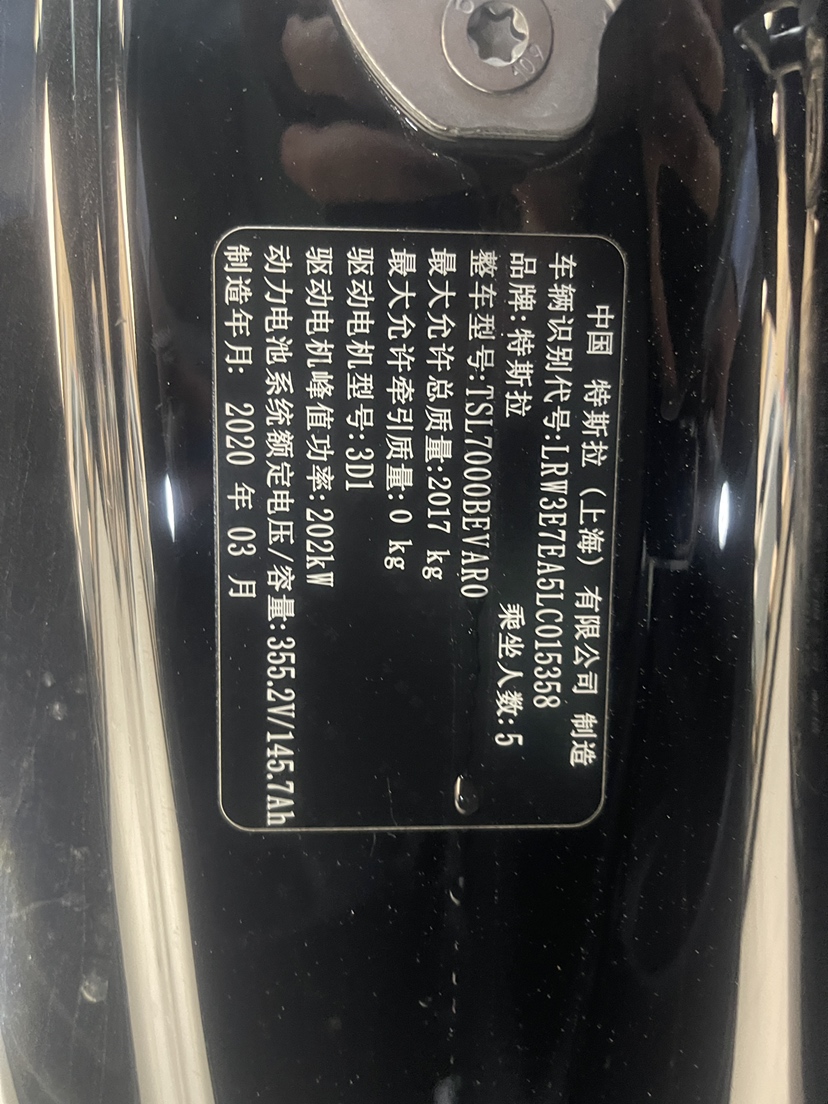 中国 特斯拉（上海）有限公司 制造
车辆识别代号:LRW3E7EA5LC015358
品牌:特斯拉 乘坐人数:5
整车型号:TSL7000BEVAR0
最大允许总质量:2017 kg
最大允许牵引质量:0 kg
驱动电机型号:3D1
驱动电机峰值功率:202kW
动力电池系统额定电压/容量:355.2V/145.7Ah
制造年月: 2020 年 03 月